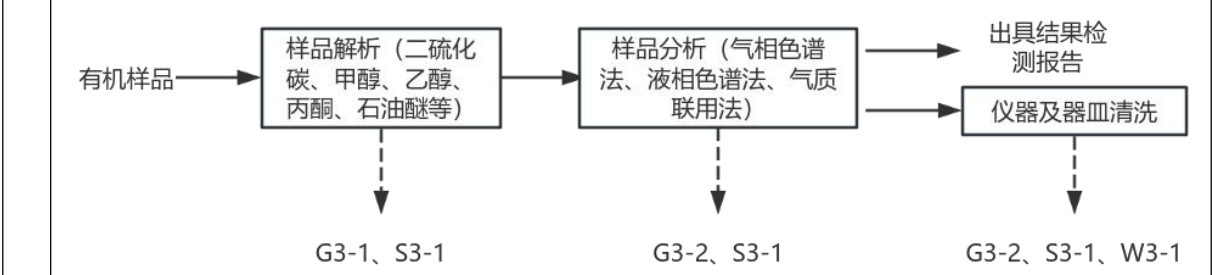 有机样品
样品解析（二硫化
碳、甲醇、乙醇、
丙酮、石油醚等）
样品分析（气相色谱
法、液相色谱法、气质
联用法）
出具结果检
测报告
仪器及器皿清洗
G3-1、S3-1
G3-2、S3-1
G3-2、S3-1、W3-1